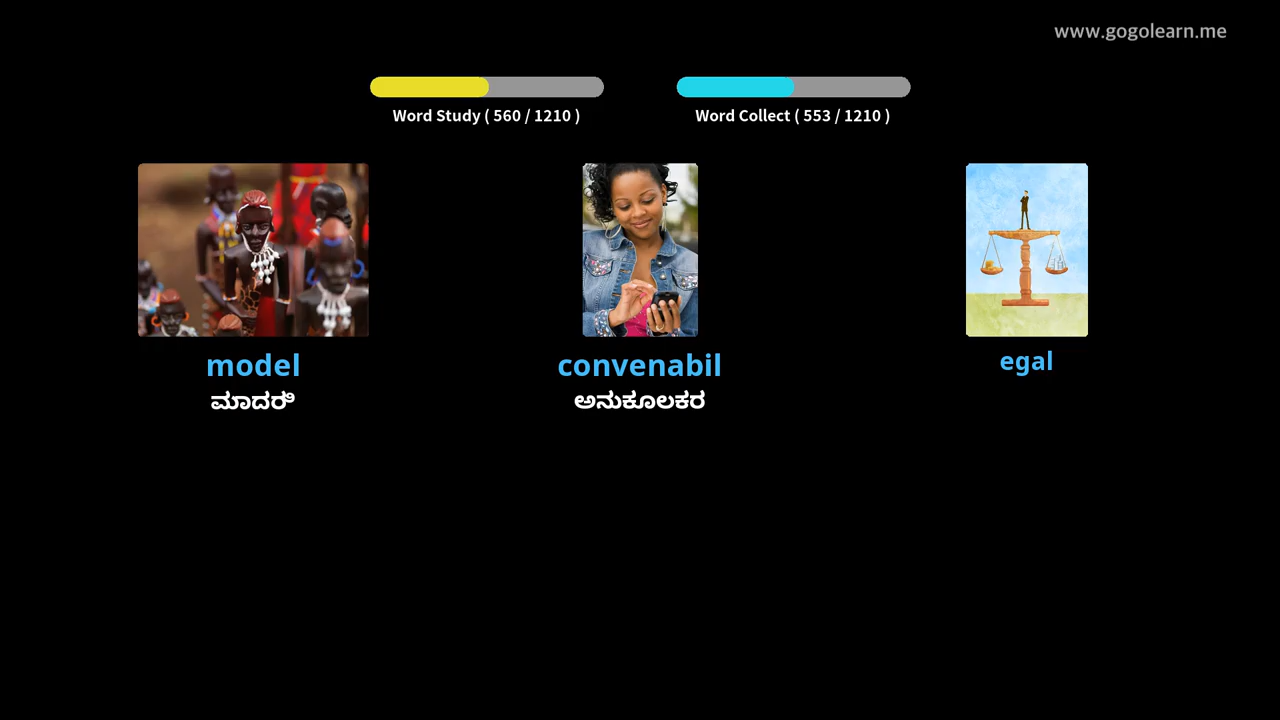 www.gogolearn.me
Word Study ( 560 / 1210 )
Word Collect ( 553 / 1210 )
model
ಮಾದರಿ
convenabil
ಅನುಕೂಲಕರ
egal